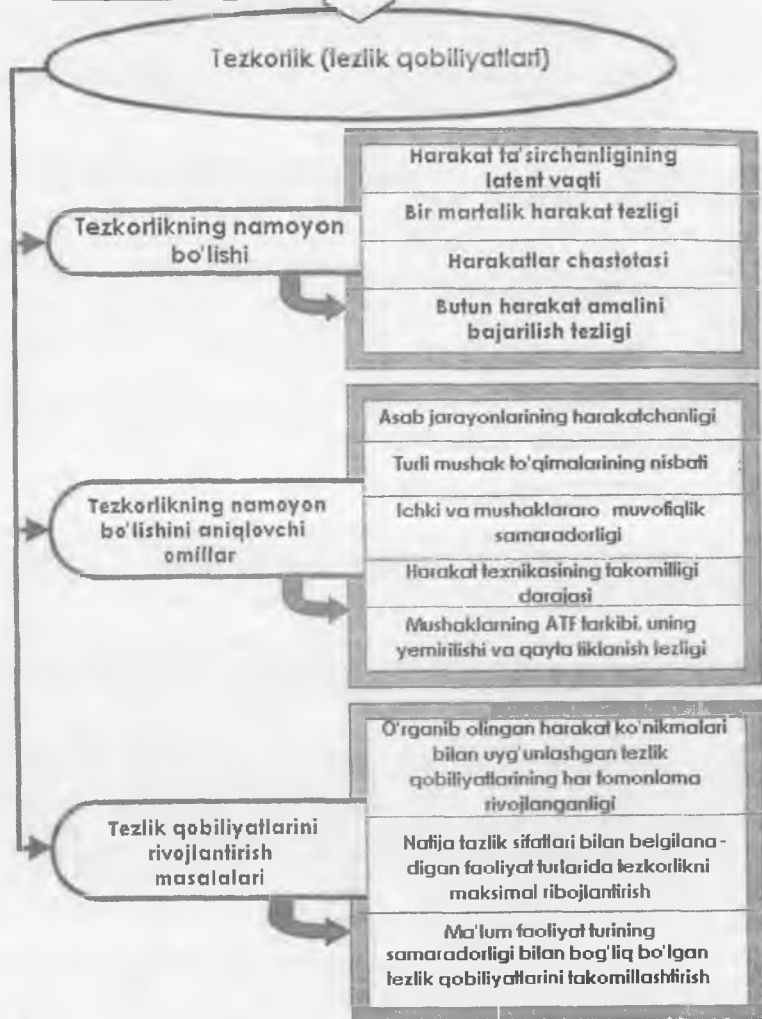 Tezkorlik (tezlik qobiliyatlari)
Tezkorlikning namoyon
bo'lishi
Harakat ta'sirchanligining
latent vaqti
Bir martalik harakat tezligi
Harakatlar chastotasi
Butun harakat amalini
bajarilish tezligi
Tezkorlikning namoyon
bo'lishini aniqlovchi
omillar
Asab jarayonlarining harakatchanligi
Turli mushak to'qimalarining nisbati
Ichki va mushaklararo muvofiqlik
samaradorligi
Harakat texnikasining takomilligi
darajasi
Mushaklarning ATF tarkibi, uning
yemirilishi va qayta tiklanish tezligi
Tezlik qobiliyatlarini
rivojlantirish
masalalari
O'rganib olingan harakat ko'nikmalari
bilan uyg'unlashgan tezlik
qobiliyatlarining har tomonlama
rivojlanganligi
Natija tazlik sifatlari bilan belgilana-
digan faoliyat turlarida tezkorlikni
maksimal ribojlantirish
Ma'lum faoliyat turining
samaradorligi bilan bog'liq bo'lgan
tezlik qobiliyatlarini takomillashtirish